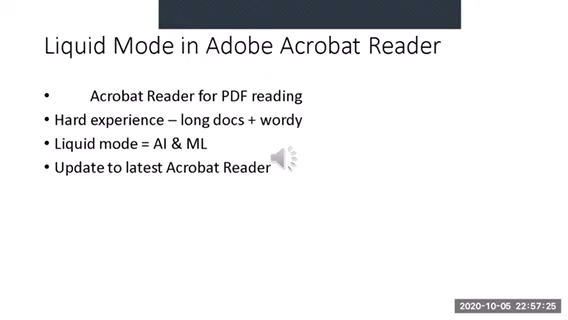 Liquid Mode in Adobe Acrobat Reader
• Acrobat Reader for PDF reading
• Hard experience – long docs + wordy
• Liquid mode = AI & ML
• Update to latest Acrobat Reader
2020-10-05 22:57:25